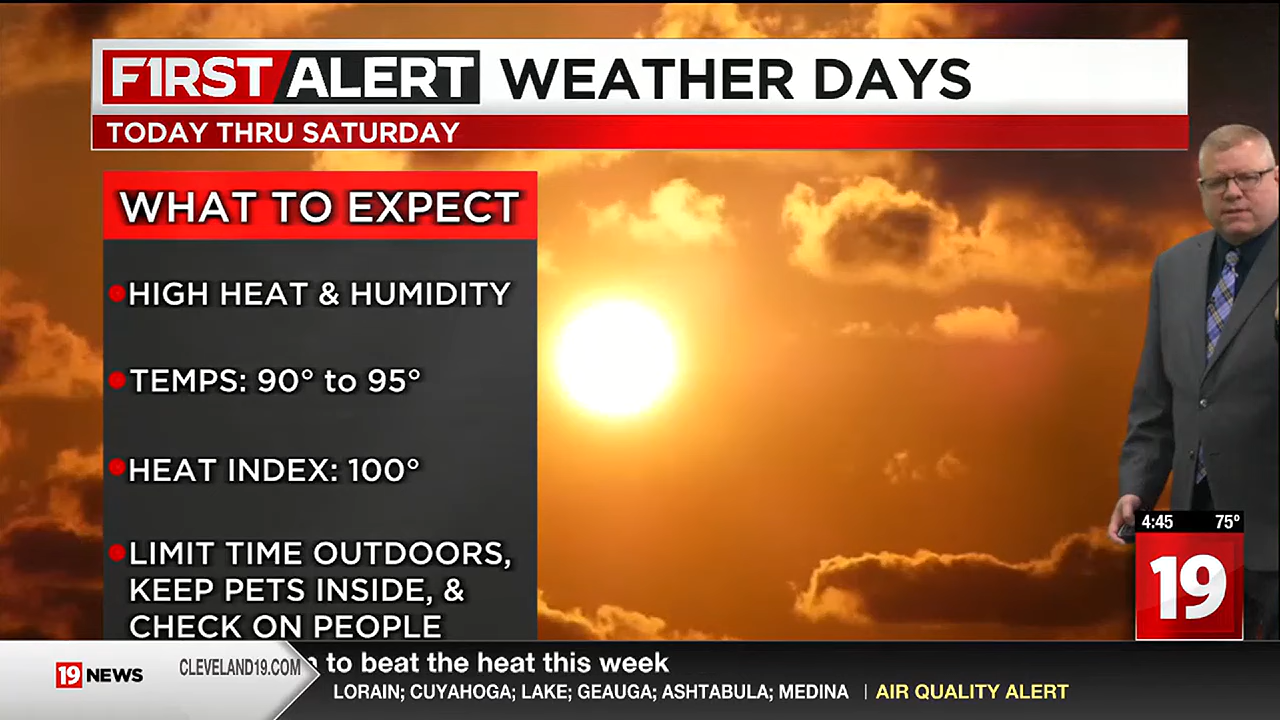 F1RST ALERT WEATHER DAYS
TODAY THRU SATURDAY
WHAT TO EXPECT
HIGH HEAT & HUMIDITY
TEMPS: 90° to 95°
HEAT INDEX: 100°
LIMIT TIME OUTDOORS,
KEEP PETS INSIDE, &
CHECK ON PEOPLE
4:45 75°
19
19 NEWS
CLEVELAND19.COM
to beat the heat this week
LORAIN; CUYAHOGA; LAKE; GEAUGA; ASHTABULA; MEDINA | AIR QUALITY ALERT